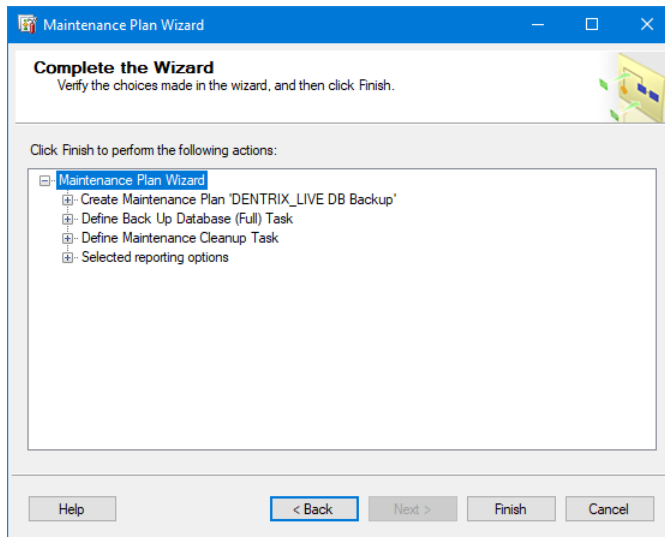 Maintenance Plan Wizard
Complete the Wizard
Verify the choices made in the wizard, and then click Finish.
Click Finish to perform the following actions:
Maintenance Plan Wizard
Create Maintenance Plan 'DENTRIX_LIVE DB Backup'
Define Back Up Database (Full) Task
Define Maintenance Cleanup Task
Selected reporting options
Help < Back Next > Finish Cancel